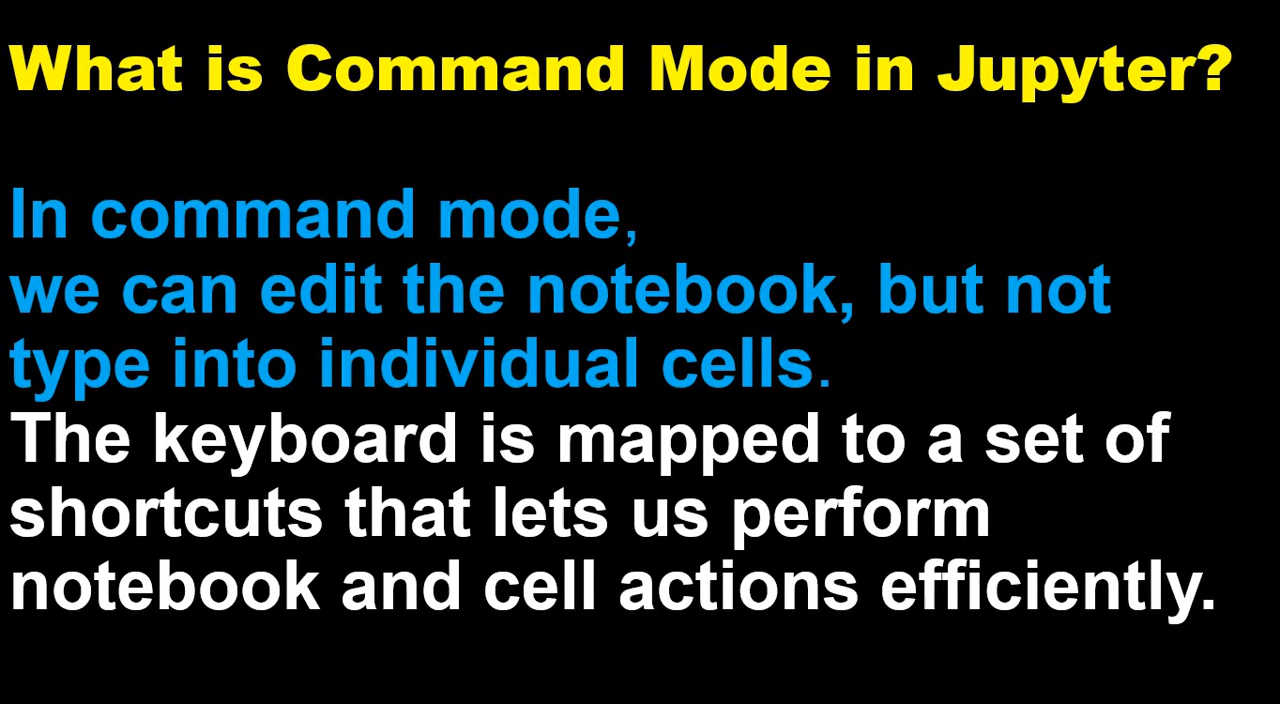 What is Command Mode in Jupyter?
In command mode,
we can edit the notebook, but not
type into individual cells.
The keyboard is mapped to a set of
shortcuts that lets us perform
notebook and cell actions efficiently.